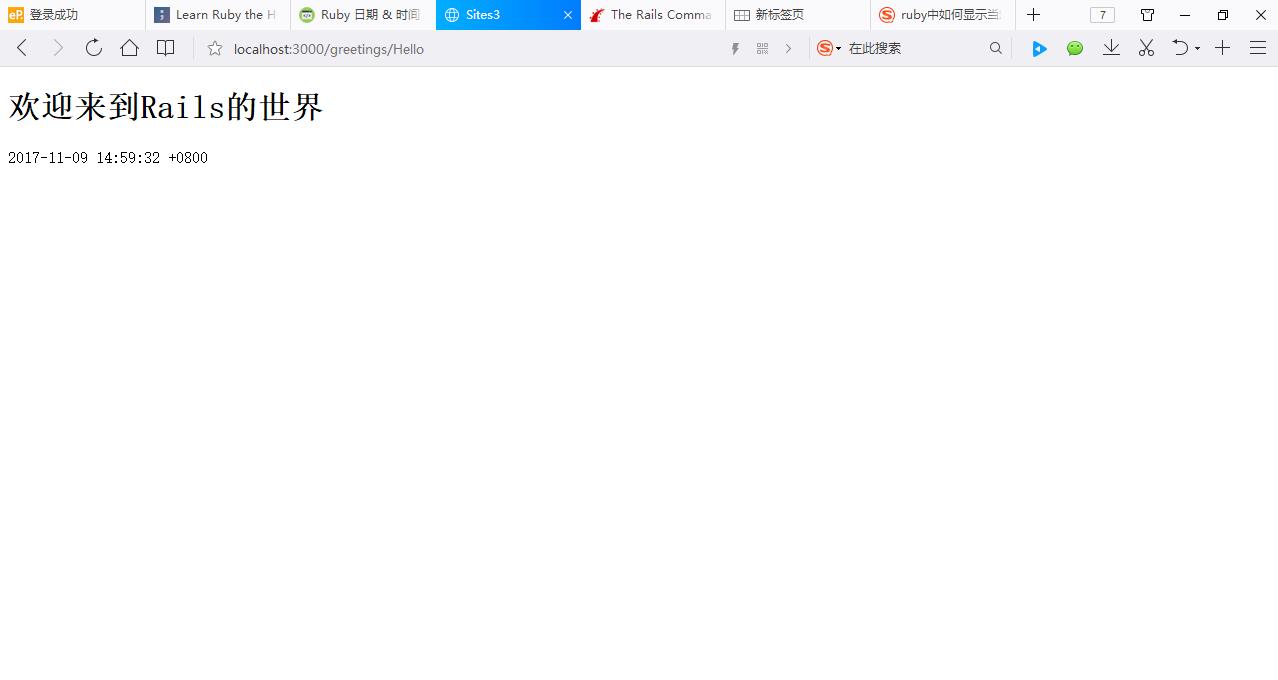 登录成功 Learn Ruby the H Ruby 日期 & 时间 Sites3 The Rails Comma 新标签页 ruby中如何显示当 7
localhost:3000/greetings/Hello 在此搜索
欢迎来到Rails的世界
2017-11-09 14:59:32 +0800